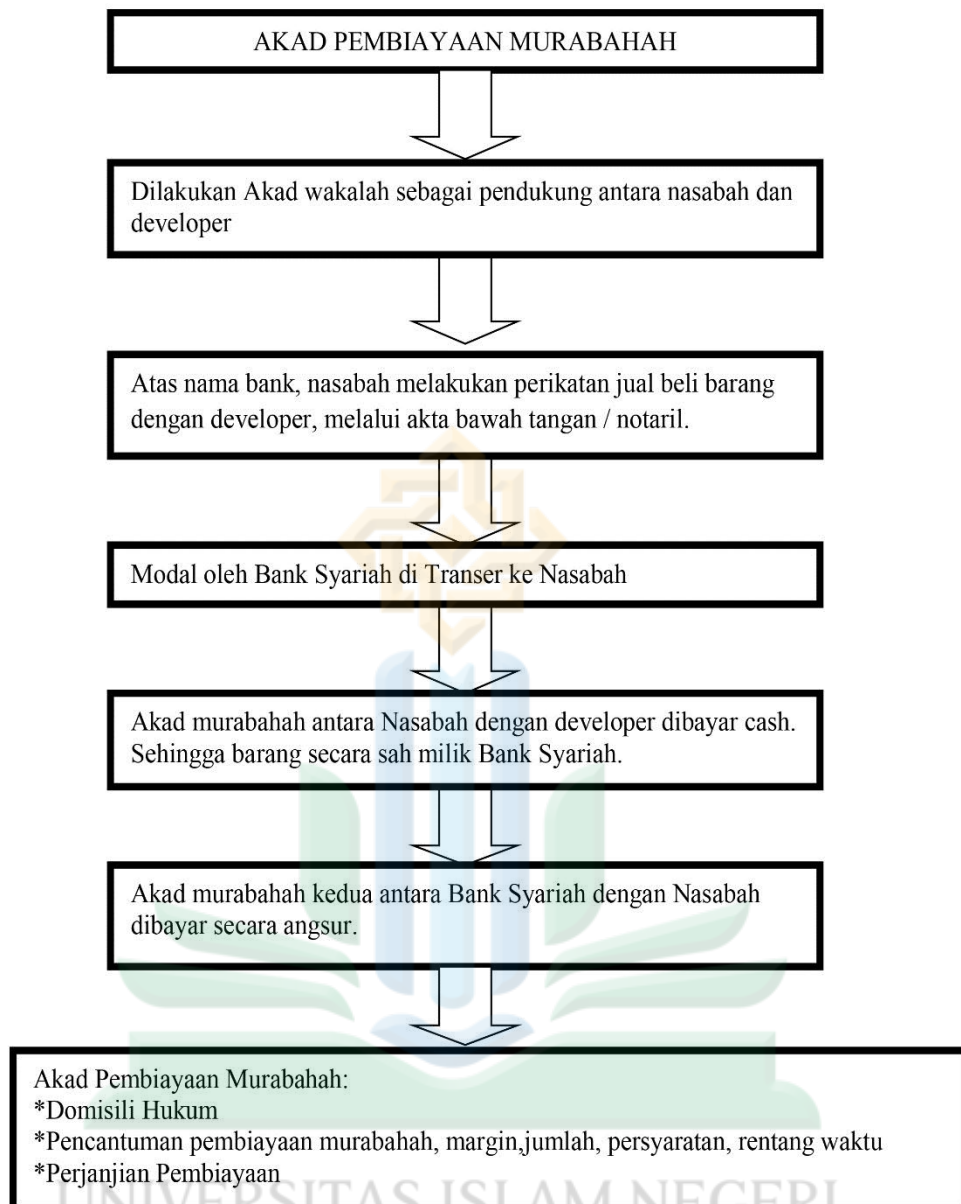 AKAD PEMBIAYAAN MURABAHAH
Dilakukan Akad wakalah sebagai pendukung antara nasabah dan
developer
Atas nama bank, nasabah melakukan perikatan jual beli barang
dengan developer, melalui akta bawah tangan / notaril.
Modal oleh Bank Syariah di Transer ke Nasabah
Akad murabahah antara Nasabah dengan developer dibayar cash.
Sehingga barang secara sah milik Bank Syariah.
Akad murabahah kedua antara Bank Syariah dengan Nasabah
dibayar secara angsur.
Akad Pembiayaan Murabahah:
*Domisili Hukum
*Pencantuman pembiayaan murabahah, margin,jumlah, persyaratan, rentang waktu
*Perjanjian Pembiayaan
UNIVERSITAS ISLAM NEGERI